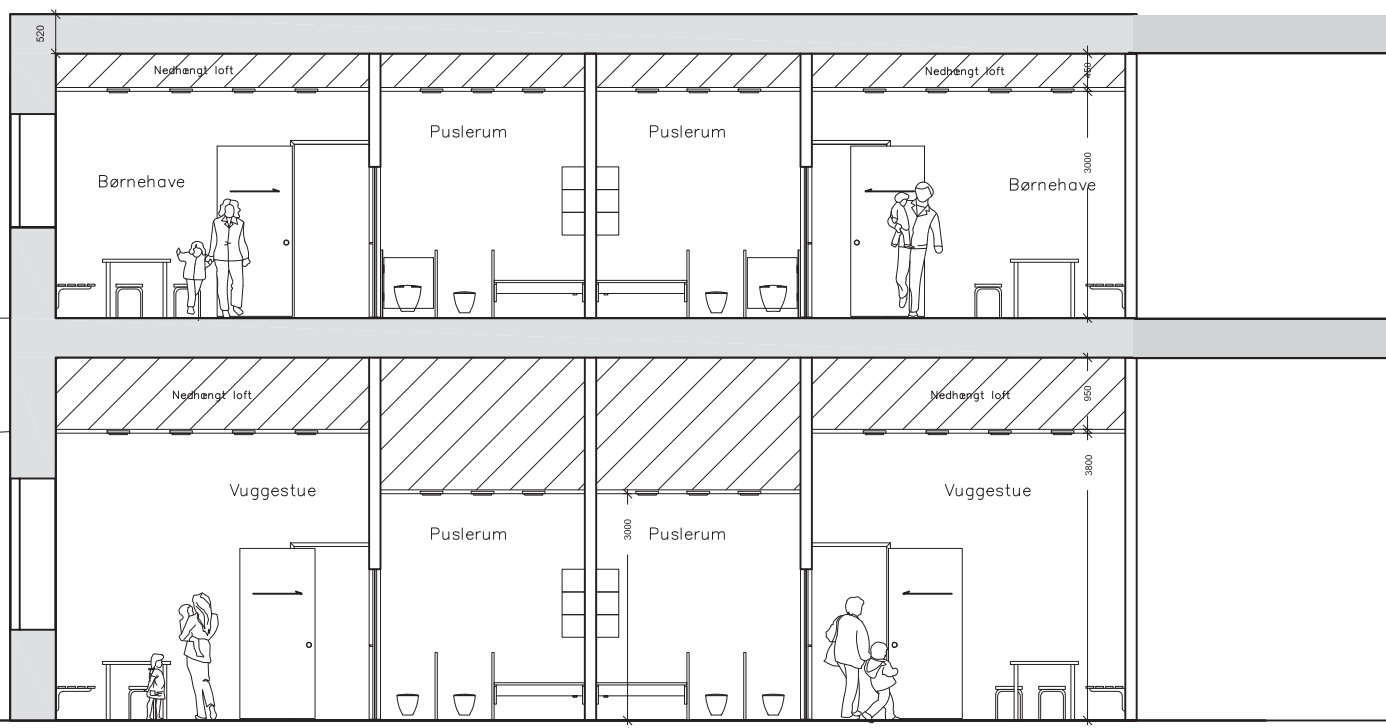 520
Nedhængt loft
Nedhængt loft
450
Puslerum
Puslerum
3000
Børnehave
Børnehave
Nedhængt loft
Nedhængt loft
950
3800
Vuggestue
Vuggestue
3000
Puslerum
Puslerum